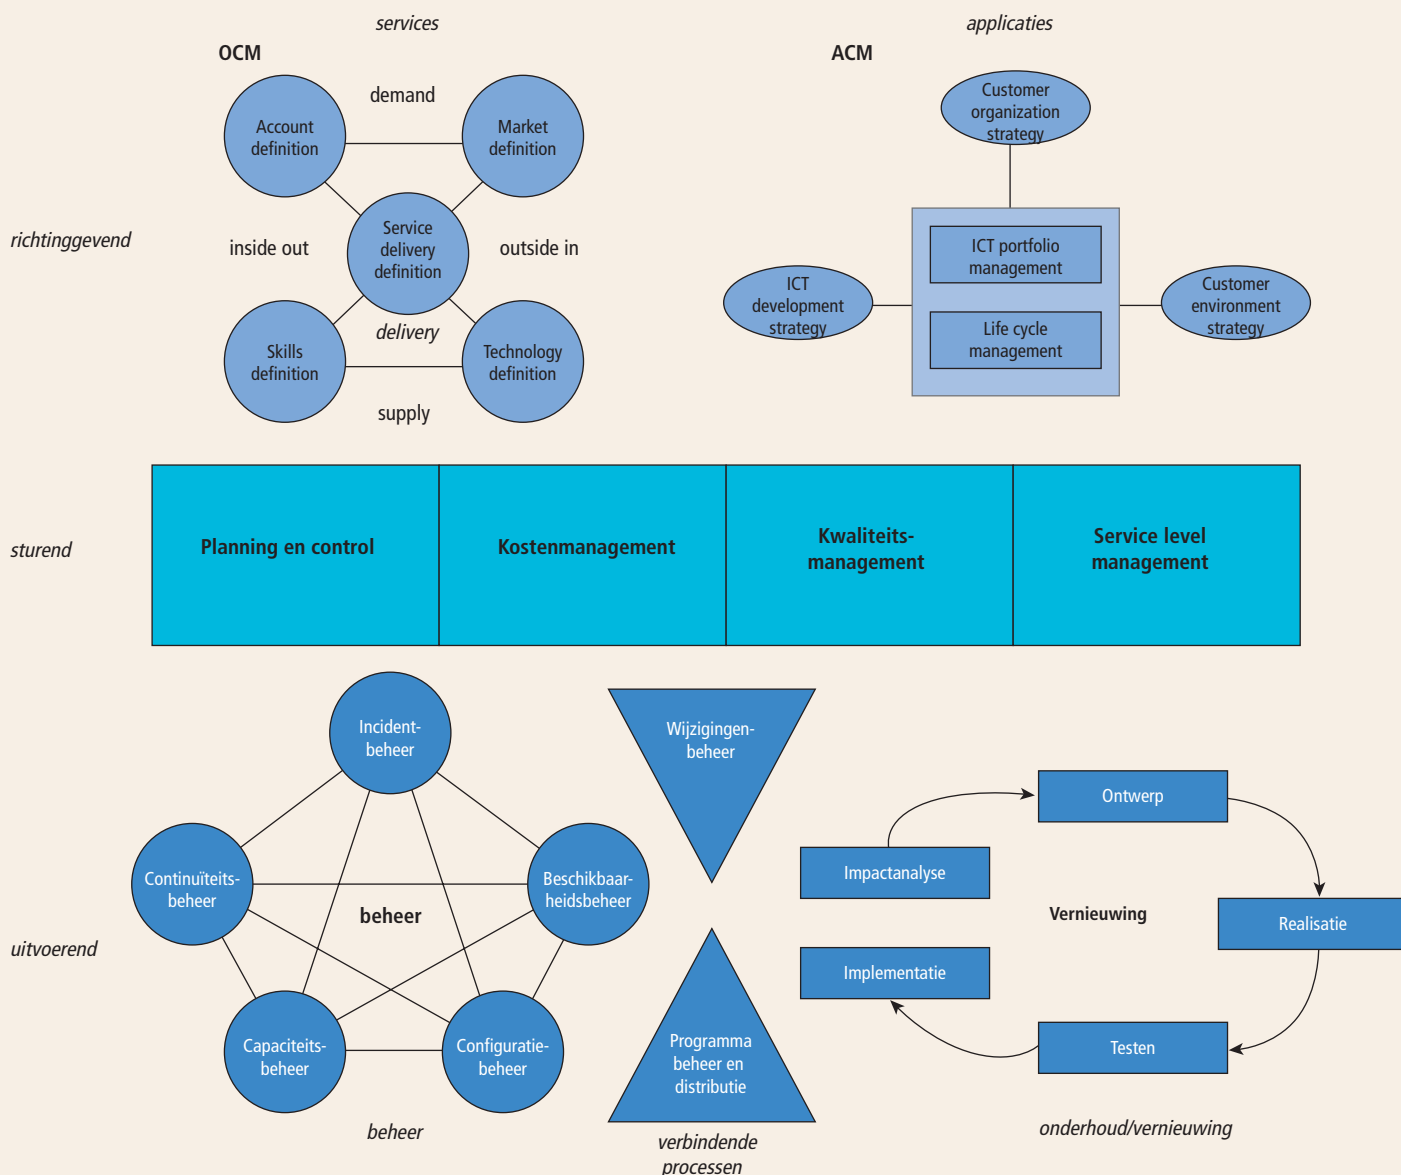 services
applicaties
OCM
ACM
demand
Account
definition
Market
definition
Service
delivery
definition
inside out
outside in
delivery
Skills
definition
Technology
definition
supply
Customer
organization
strategy
ICT portfolio
management
ICT
development
strategy
Customer
environment
strategy
Life cycle
management
richtinggevend
sturend
Planning en control
Kostenmanagement
Kwaliteits-
management
Service level
management
uitvoerend
Incident-
beheer
Continuïteits-
beheer
Beschikbaar-
heidsbeheer
beheer
Capaciteits-
beheer
Configuratie-
beheer
beheer
Wijzigingen-
beheer
Programma
beheer en
distributie
verbindende
processen
Ontwerp
Impactanalyse
Vernieuwing
Realisatie
Implementatie
Testen
onderhoud/vernieuwing